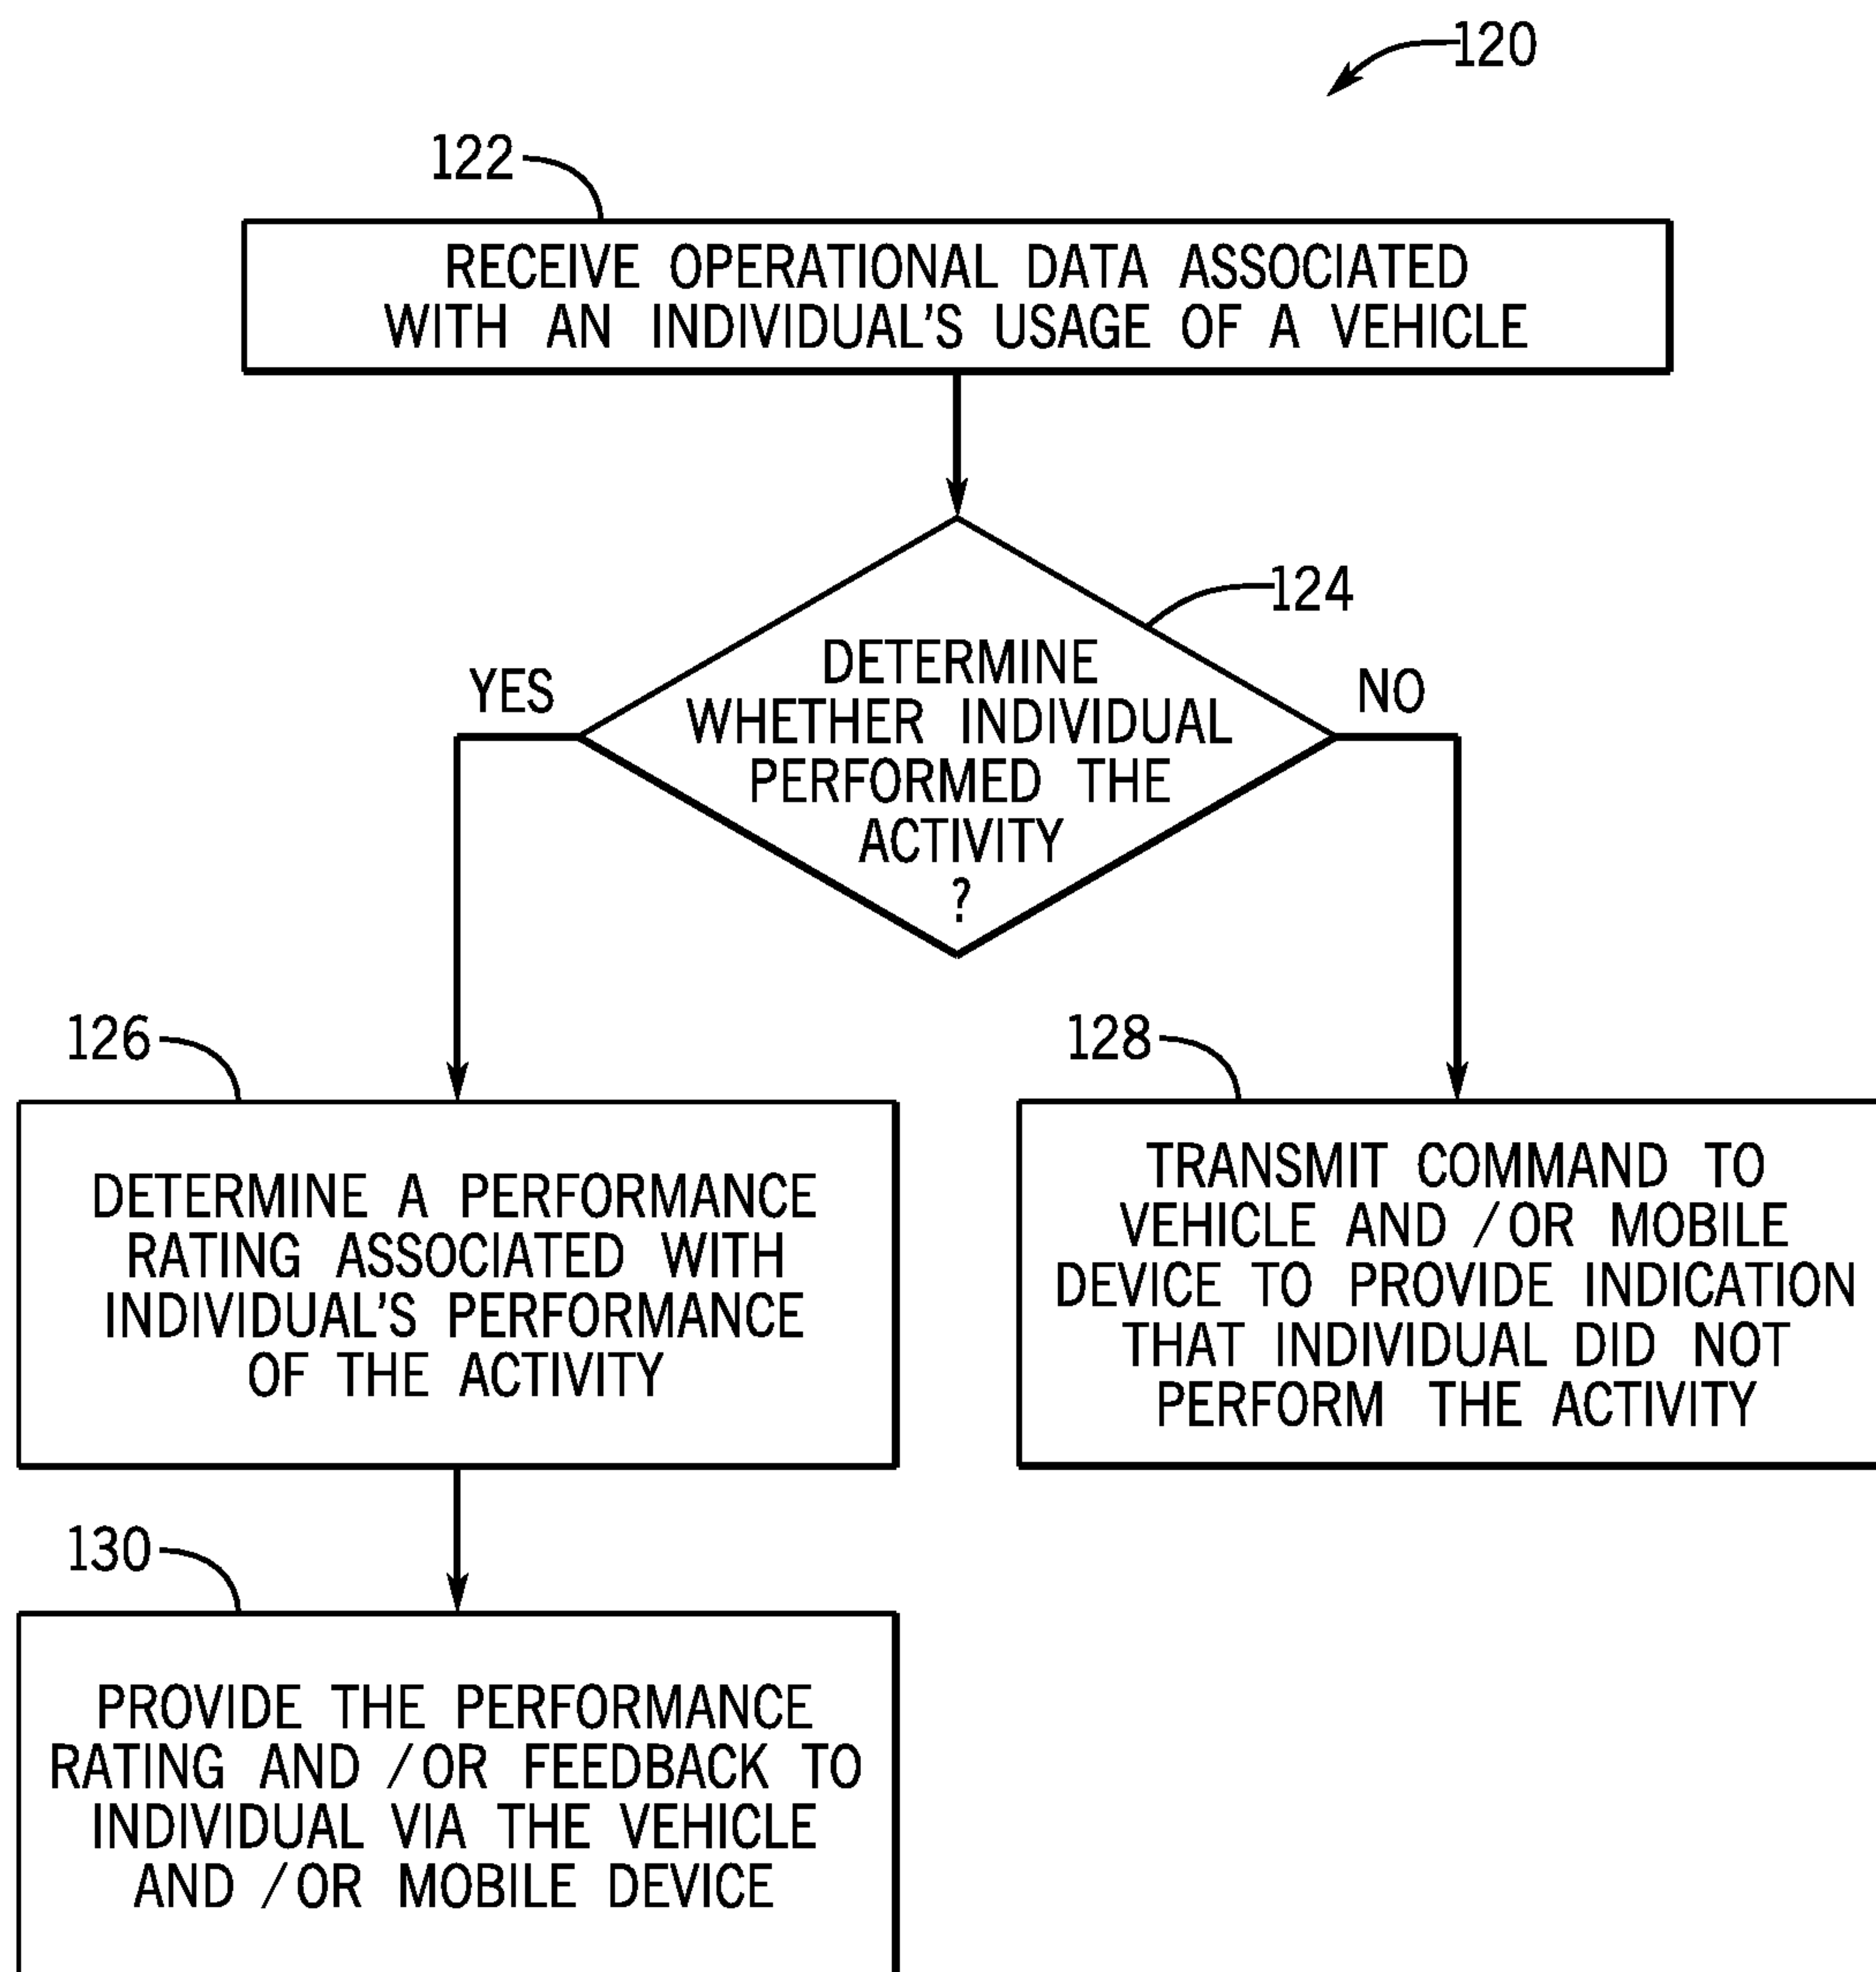 120
122
RECEIVE OPERATIONAL DATA ASSOCIATED
WITH AN INDIVIDUAL'S USAGE OF A VEHICLE
124
DETERMINE
WHETHER INDIVIDUAL
PERFORMED THE
ACTIVITY
?
YES
NO
126
DETERMINE A PERFORMANCE
RATING ASSOCIATED WITH
INDIVIDUAL'S PERFORMANCE
OF THE ACTIVITY
128
TRANSMIT COMMAND TO
VEHICLE AND /OR MOBILE
DEVICE TO PROVIDE INDICATION
THAT INDIVIDUAL DID NOT
PERFORM THE ACTIVITY
130
PROVIDE THE PERFORMANCE
RATING AND /OR FEEDBACK TO
INDIVIDUAL VIA THE VEHICLE
AND /OR MOBILE DEVICE